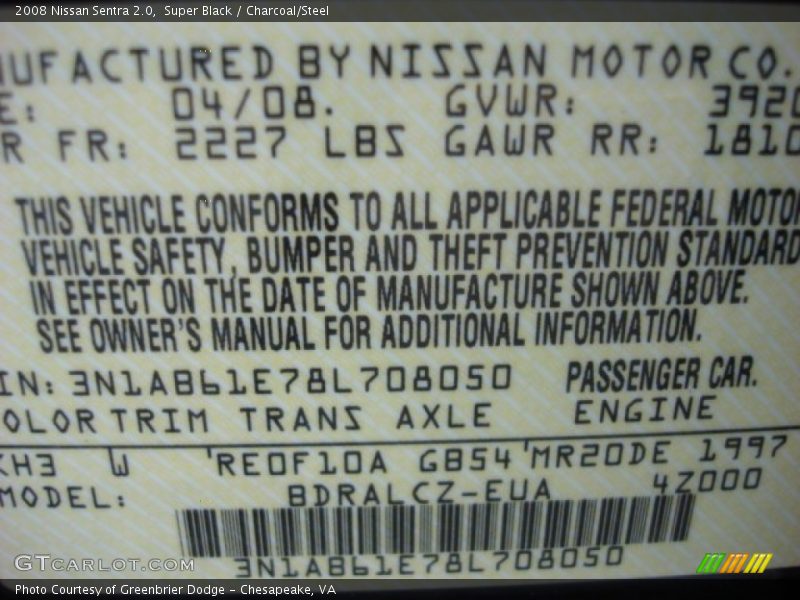 2008 Nissan Sentra 2.0, Super Black / Charcoal/Steel
NUFACTURED BY NISSAN MOTOR CO.
E: 04/08. GVWR: 3920
R FR: 2227 LBS GAWR RR: 1810
THIS VEHICLE CONFORMS TO ALL APPLICABLE FEDERAL MOTOR
VEHICLE SAFETY, BUMPER AND THEFT PREVENTION STANDARD
IN EFFECT ON THE DATE OF MANUFACTURE SHOWN ABOVE.
SEE OWNER'S MANUAL FOR ADDITIONAL INFORMATION.
IN: 3N1AB61E78L708050 PASSENGER CAR.
OLOR TRIM TRANS AXLE ENGINE
KH3 W 'RE0F10A GB54'MR20DE 1997
MODEL: BDRALCZ-EUA 4Z000
3N1AB61E78L708050
GTCARLOT.COM
Photo Courtesy of Greenbrier Dodge - Chesapeake, VA